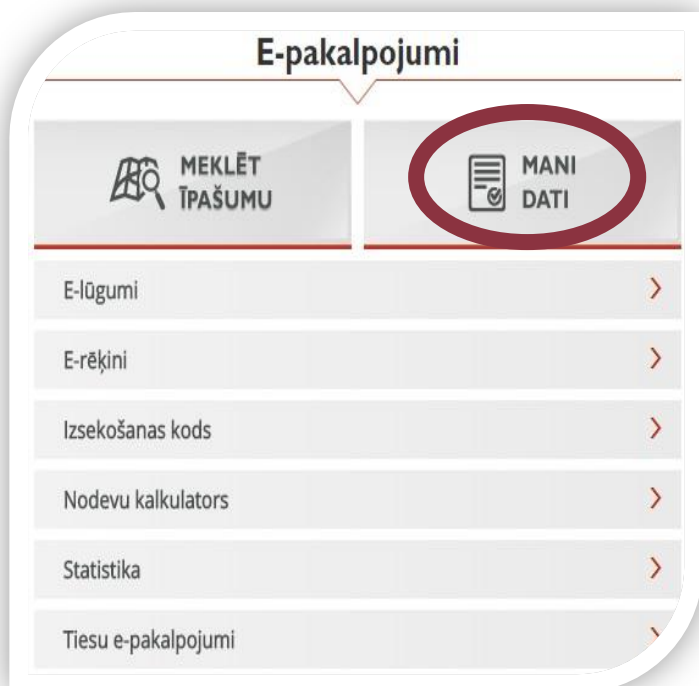 E-pakalpojumi
MEKLĒT
ĪPAŠUMU
MANI
DATI
E-lūgumi
E-rēķini
Izsekošanas kods
Nodevu kalkulators
Statistika
Tiesu e-pakalpojumi